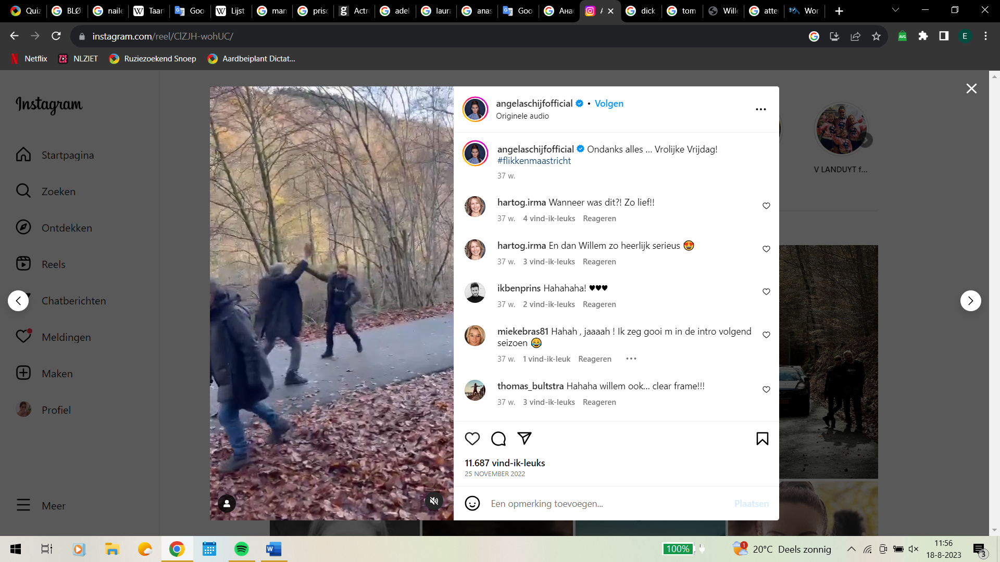 Quiz
BLØ
naile
Taart
Goo
Lijst
man
priso
Actr
adel
laura
anas
Goo
Анас
A
dick
tom
Wille
atter
Wor
instagram.com/reel/ClZJH-wohUC/
AVG
E
Netflix
NLZIET
Ruziezoekend Snoep
Aardbeiplant Dictat...
Instagram
Startpagina
Zoeken
Ontdekken
Reels
Chatberichten
Meldingen
Maken
Profiel
Meer
angelaschijfofficial • Volgen
Originele audio
angelaschijfofficial Ondanks alles ... Vrolijke Vrijdag!
#flikkenmaastricht
37 w.
hartog.irma Wanneer was dit?! Zo lief!!
37 w. 4 vind-ik-leuks Reageren
hartog.irma En dan Willem zo heerlijk serieus 😍
37 w. 3 vind-ik-leuks Reageren
ikbenprins Hahahaha! ♥♥♥
37 w. 2 vind-ik-leuks Reageren
miekebras81 Hahah , jaaaah ! Ik zeg gooi m in de intro volgend
seizoen 😂
37 w. 1 vind-ik-leuk Reageren
thomas_bultstra Hahaha willem ook... clear frame!!!
37 w. 3 vind-ik-leuks Reageren
11.687 vind-ik-leuks
25 NOVEMBER 2022
Een opmerking toevoegen...
Plaatsen
V LANDUYT f...
100%
1
20°C Deels zonnig
11:56
18-8-2023
3